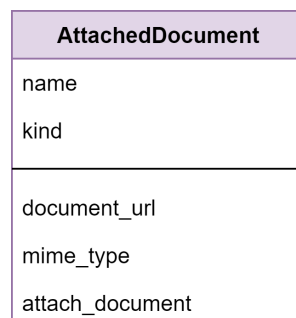 AttachedDocument
name
kind
document_url
mime_type
attach_document